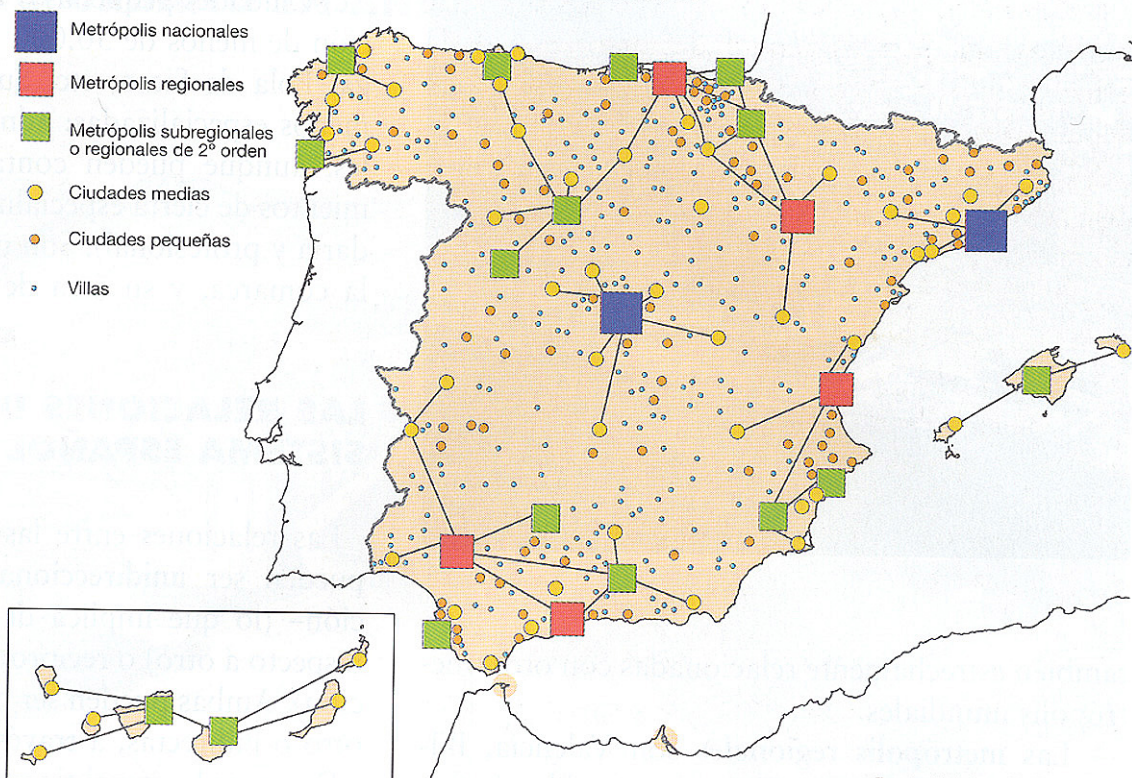 Metrópolis nacionales
Metrópolis regionales
Metrópolis subregionales
o regionales de 2º orden
Ciudades medias
Ciudades pequeñas
Villas